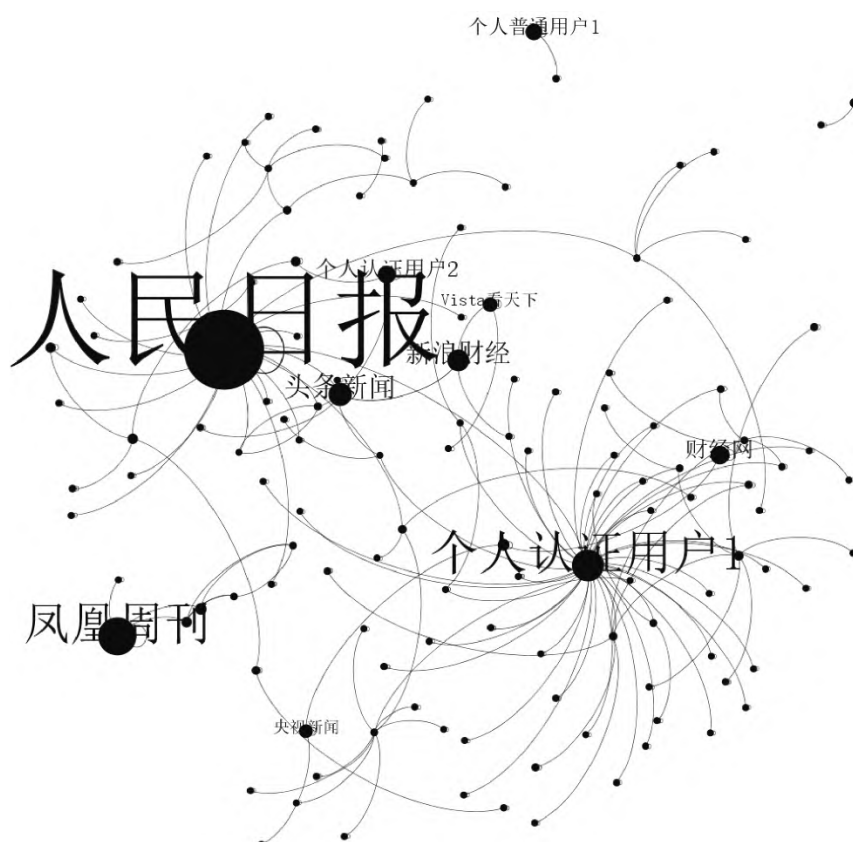 个人普通用户1
个人认证用户2
Vista看天下
人民日报
新浪财经
头条新闻
财经网
个人认证用户1
凤凰周刊
央视新闻